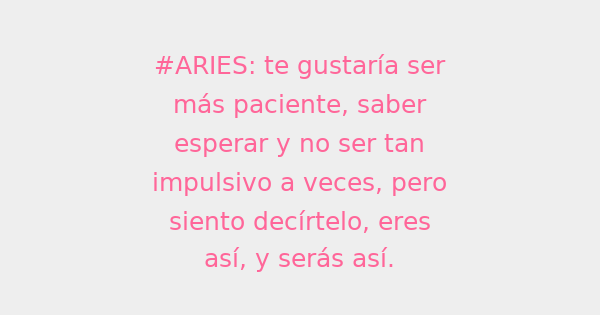 #ARIES: te gustaría ser
más paciente, saber
esperar y no ser tan
impulsivo a veces, pero
siento decírtelo, eres
así, y serás así.